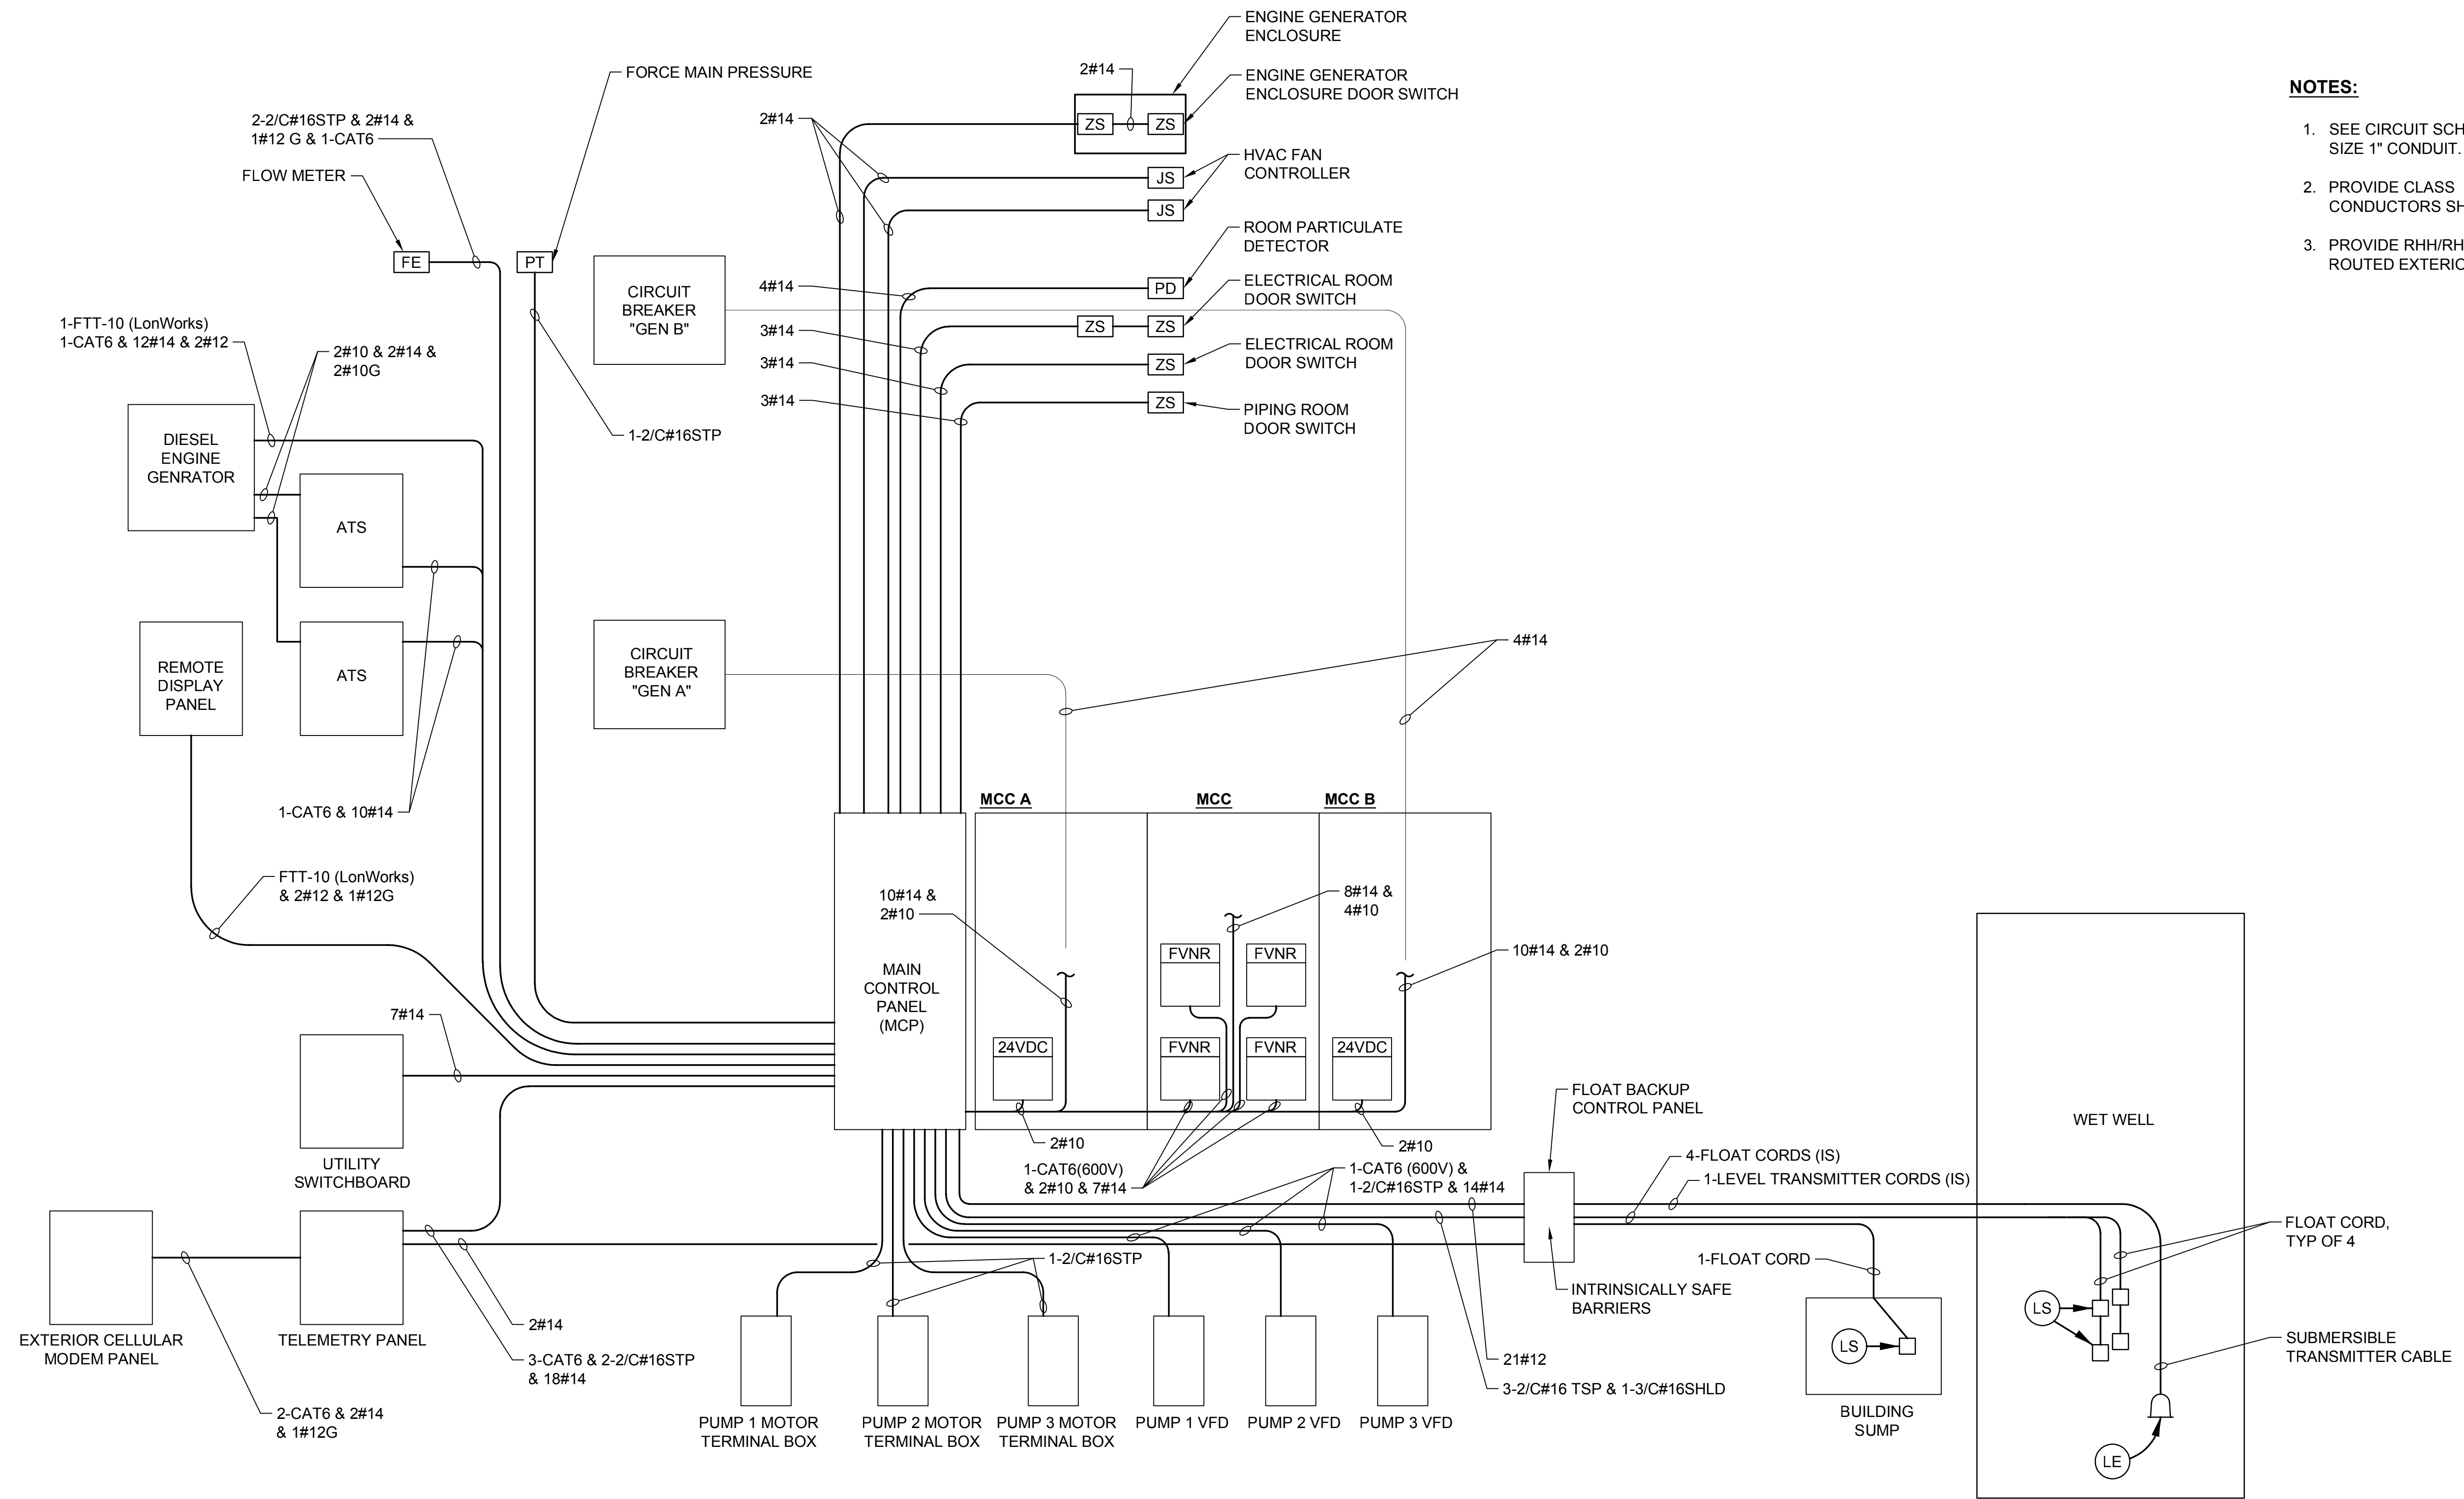 ENGINE GENERATOR
ENCLOSURE
2#14
ENGINE GENERATOR
ENCLOSURE DOOR SWITCH
ZS
ZS
FORCE MAIN PRESSURE
2-2/C#16STP & 2#14 &
1#12 G & 1-CAT6
FLOW METER
2#14
HVAC FAN
CONTROLLER
JS
JS
NOTES:
1. SEE CIRCUIT SCH
SIZE 1" CONDUIT.
2. PROVIDE CLASS
CONDUCTORS SH
3. PROVIDE RHH/RH
ROUTED EXTERIO
FE
PT
ROOM PARTICULATE
DETECTOR
4#14
PD
CIRCUIT
BREAKER
"GEN B"
ELECTRICAL ROOM
DOOR SWITCH
3#14
ZS
ZS
ELECTRICAL ROOM
DOOR SWITCH
3#14
ZS
3#14
ZS
PIPING ROOM
DOOR SWITCH
1-FTT-10 (LonWorks)
1-CAT6 & 12#14 & 2#12
2#10 & 2#14 &
2#10G
1-2/C#16STP
DIESEL
ENGINE
GENRATOR
ATS
REMOTE
DISPLAY
PANEL
ATS
CIRCUIT
BREAKER
"GEN A"
4#14
1-CAT6 & 10#14
MCC A
MCC
MCC B
FTT-10 (LonWorks)
& 2#12 & 1#12G
10#14 &
2#10
8#14 &
4#10
10#14 & 2#10
FVNR
FVNR
MAIN
CONTROL
PANEL
(MCP)
7#14
24VDC
FVNR
FVNR
24VDC
2#10
2#10
FLOAT BACKUP
CONTROL PANEL
WET WELL
UTILITY
SWITCHBOARD
1-CAT6(600V)
& 2#10 & 7#14
1-CAT6 (600V) &
1-2/C#16STP & 14#14
4-FLOAT CORDS (IS)
1-LEVEL TRANSMITTER CORDS (IS)
FLOAT CORD,
TYP OF 4
1-2/C#16STP
1-FLOAT CORD
INTRINSICALLY SAFE
BARRIERS
EXTERIOR CELLULAR
MODEM PANEL
TELEMETRY PANEL
2#14
3-CAT6 & 2-2/C#16STP
& 18#14
2-CAT6 & 2#14
& 1#12G
LS
LS
SUBMERSIBLE
TRANSMITTER CABLE
21#12
3-2/C#16 TSP & 1-3/C#16SHLD
PUMP 1 MOTOR
TERMINAL BOX
PUMP 2 MOTOR
TERMINAL BOX
PUMP 3 MOTOR
TERMINAL BOX
PUMP 1 VFD
PUMP 2 VFD
PUMP 3 VFD
BUILDING
SUMP
LE